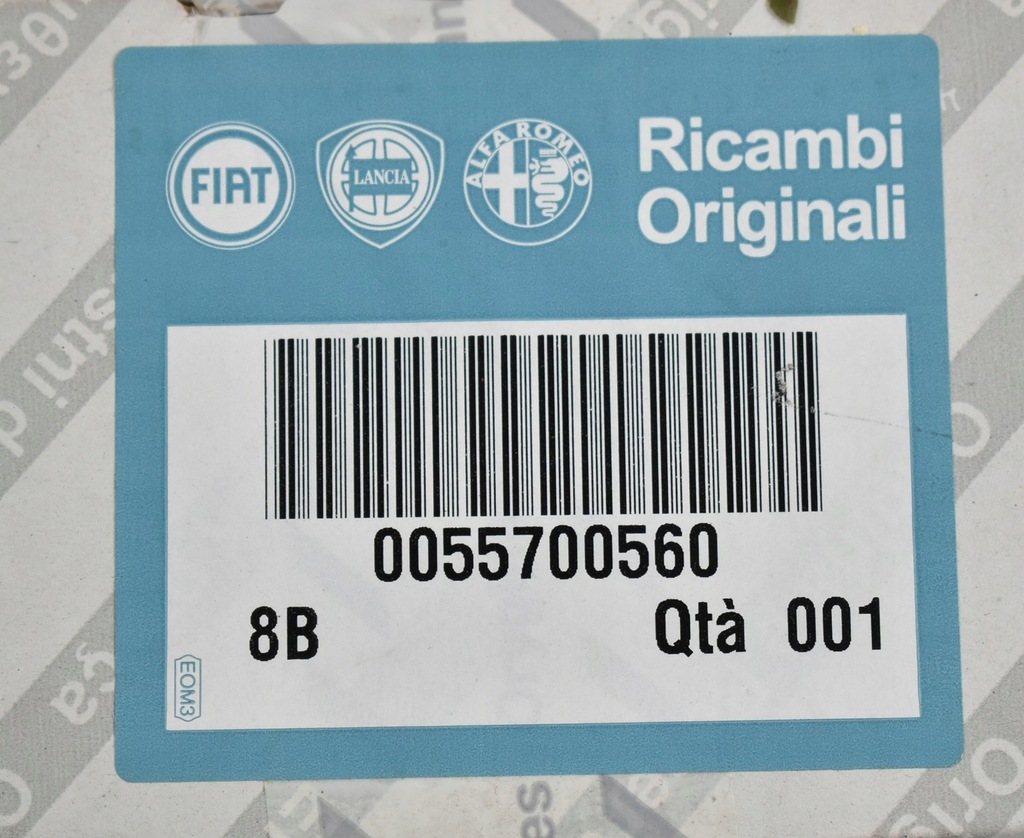 FIAT
LANCIA
ALFA ROMEO
Ricambi
Originali
0055700560
8B
Qtà 001
EOM3